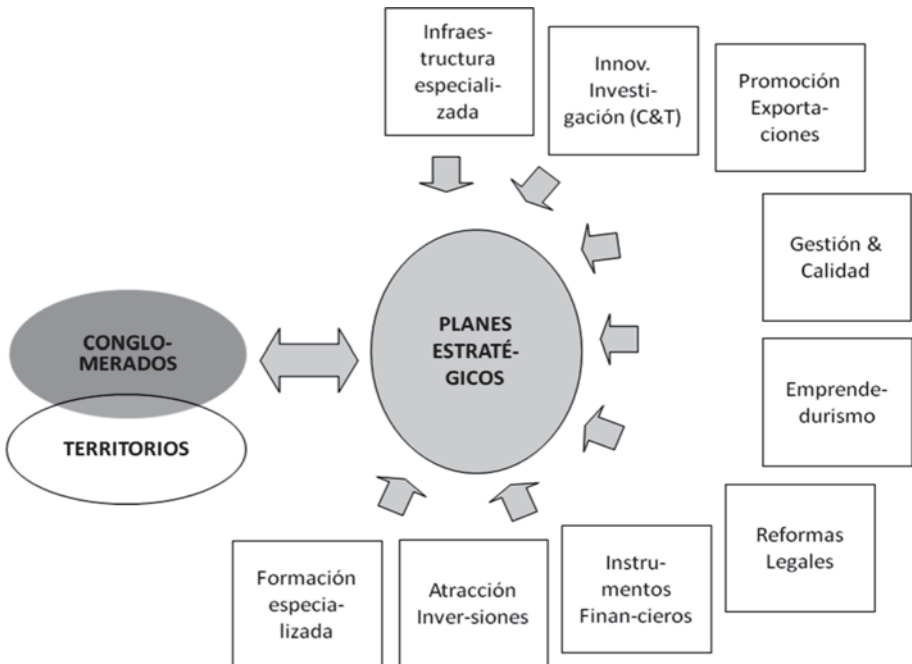 Infraes-
tructura
especiali-
zada
Innov.
Investi-
gación (C&T)
Promoción
Exporta-
ciones
Gestión &
Calidad
PLANES
ESTRATÉ-
GICOS
CONGLO-
MERADOS
TERRITORIOS
Emprende-
durismo
Reformas
Legales
Instru-
mentos
Finan-cieros
Atracción
Inver-siones
Formación
especia-
lizada